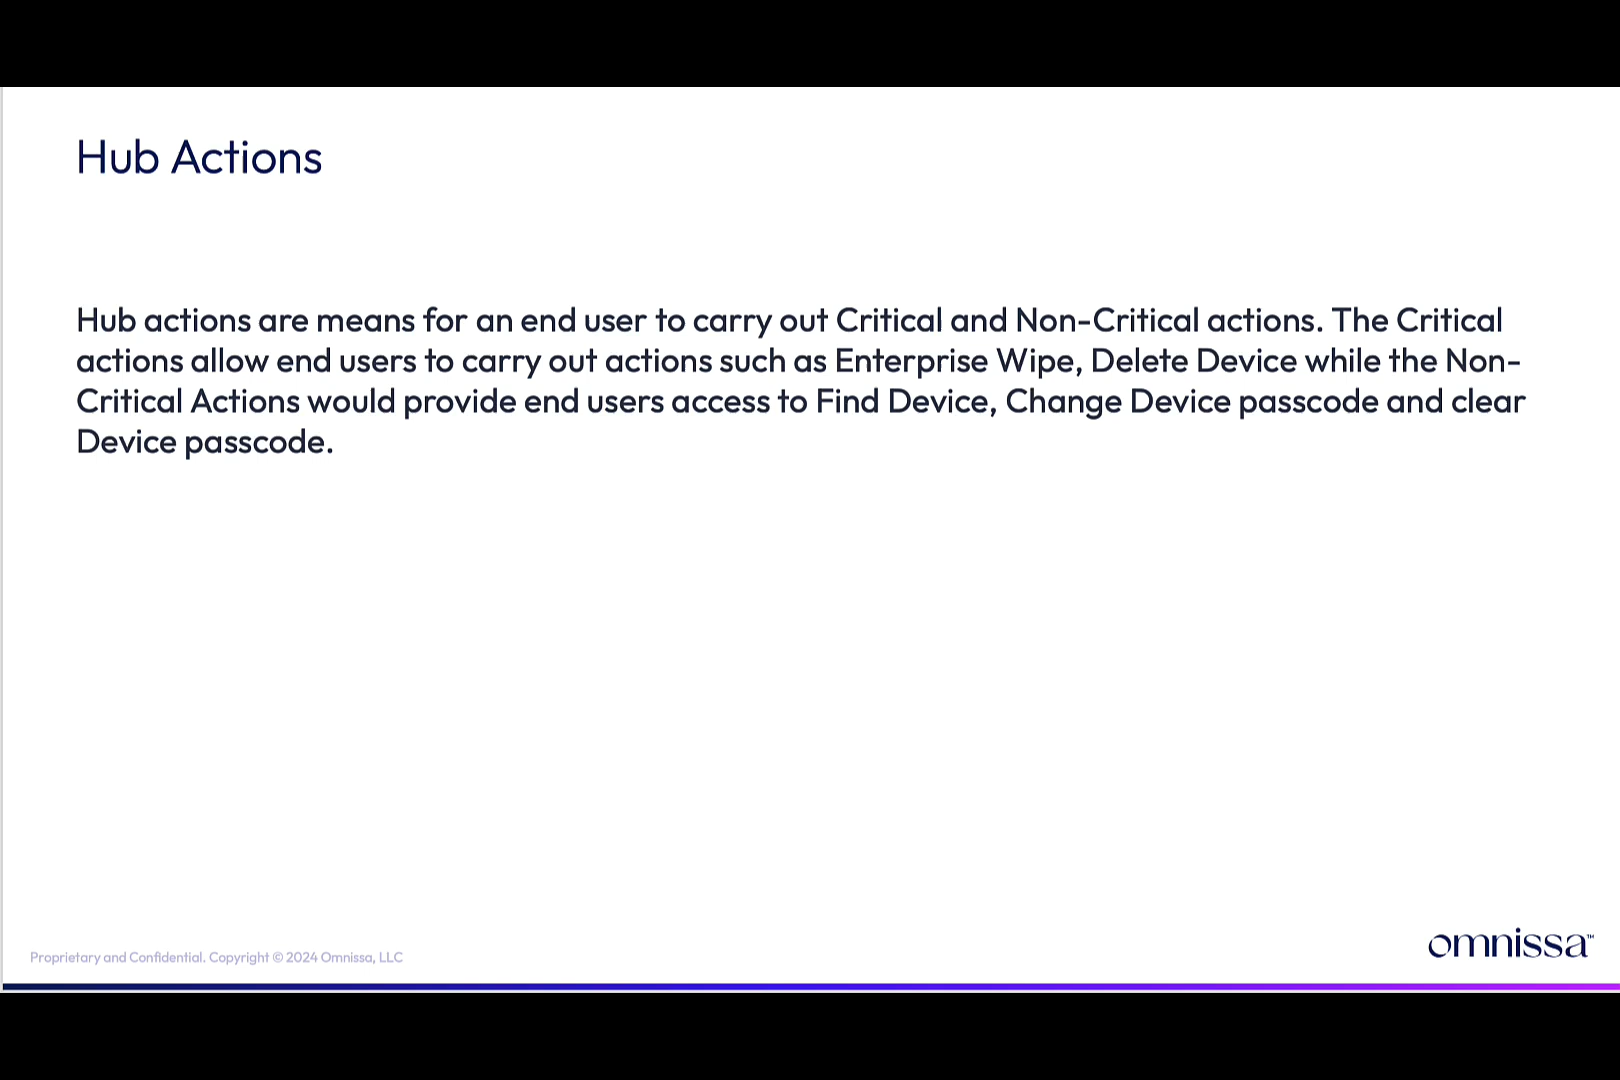 Hub Actions
Hub actions are means for an end user to carry out Critical and Non-Critical actions. The Critical
actions allow end users to carry out actions such as Enterprise Wipe, Delete Device while the Non-
Critical Actions would provide end users access to Find Device, Change Device passcode and clear
Device passcode.
Proprietary and Confidential. Copyright © 2024 Omnissa, LLC
omnissa™